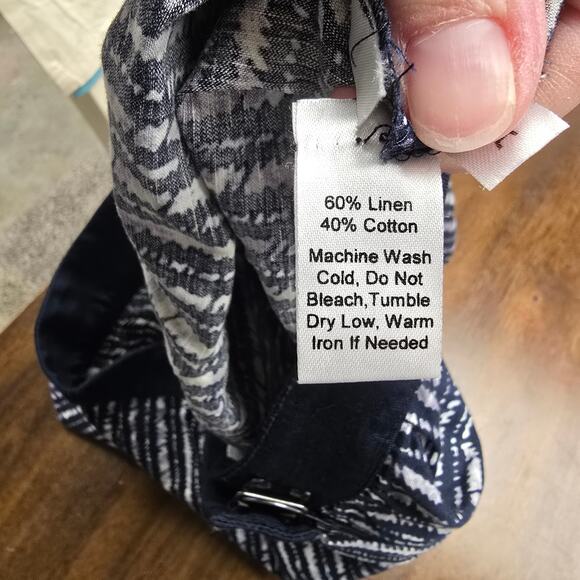 60% Linen
40% Cotton
Machine Wash
Cold, Do Not
Bleach,Tumble
Dry Low, Warm
Iron If Needed